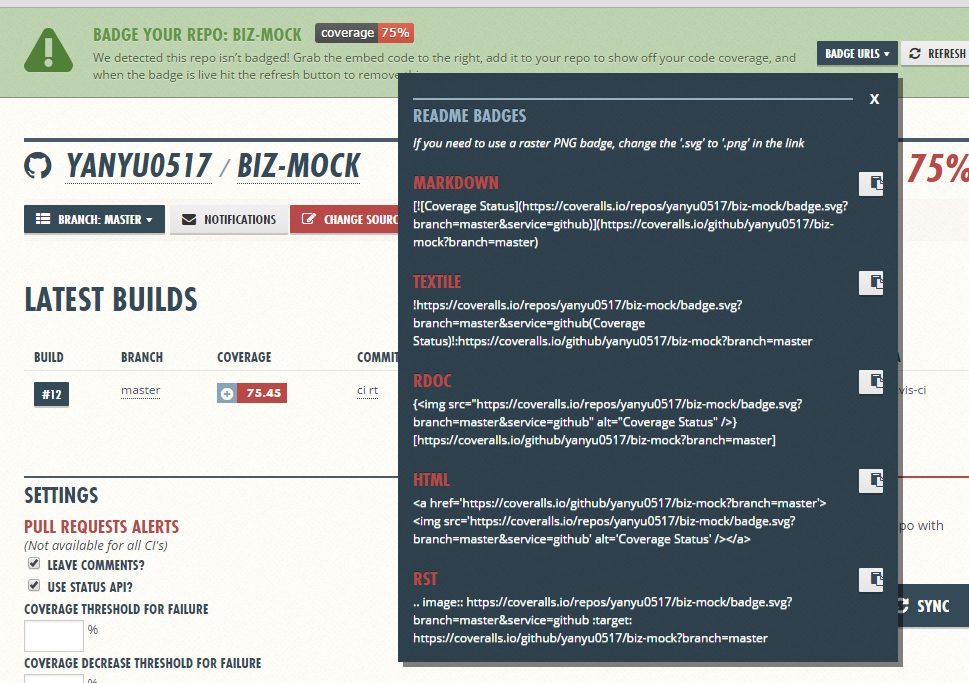 BADGE YOUR REPO: BIZ-MOCK coverage 75%
We detected this repo isn't badged! Grab the embed code to the right, add it to your repo to show off your code coverage, and
when the badge is live hit the refresh button to remove
BADGE URLS
REFRESH
X
README BADGES
If you need to use a raster PNG badge, change the '.svg' to '.png' in the link
MARKDOWN
[![Coverage Status](https://coveralls.io/repos/yanyu0517/biz-mock/badge.svg?
branch=master&service=github)](https://coveralls.io/github/yanyu0517/biz-
mock?branch=master)
TEXTILE
!https://coveralls.io/repos/yanyu0517/biz-mock/badge.svg?
branch=master&service=github(Coverage
Status)!:https://coveralls.io/github/yanyu0517/biz-mock?branch=master
RDOC
{<img src="https://coveralls.io/repos/yanyu0517/biz-mock/badge.svg?
branch=master&service=github" alt="Coverage Status" />}
[https://coveralls.io/github/yanyu0517/biz-mock?branch=master]
HTML
<a href='https://coveralls.io/github/yanyu0517/biz-mock?branch=master'>
<img src='https://coveralls.io/repos/yanyu0517/biz-mock/badge.svg?
branch=master&service=github' alt='Coverage Status' /></a>
RST
.. image:: https://coveralls.io/repos/yanyu0517/biz-mock/badge.svg?
branch=master&service=github :target:
https://coveralls.io/github/yanyu0517/biz-mock?branch=master
YANYU0517 / BIZ-MOCK
75%
BRANCH: MASTER
NOTIFICATIONS
CHANGE SOURC
LATEST BUILDS
BUILD BRANCH COVERAGE COMMIT
#12 master 75.45 ci rt vis-ci
SETTINGS
PULL REQUESTS ALERTS
(Not available for all CI's)
LEAVE COMMENTS?
USE STATUS API?
COVERAGE THRESHOLD FOR FAILURE
%
COVERAGE DECREASE THRESHOLD FOR FAILURE
%
po with
SYNC